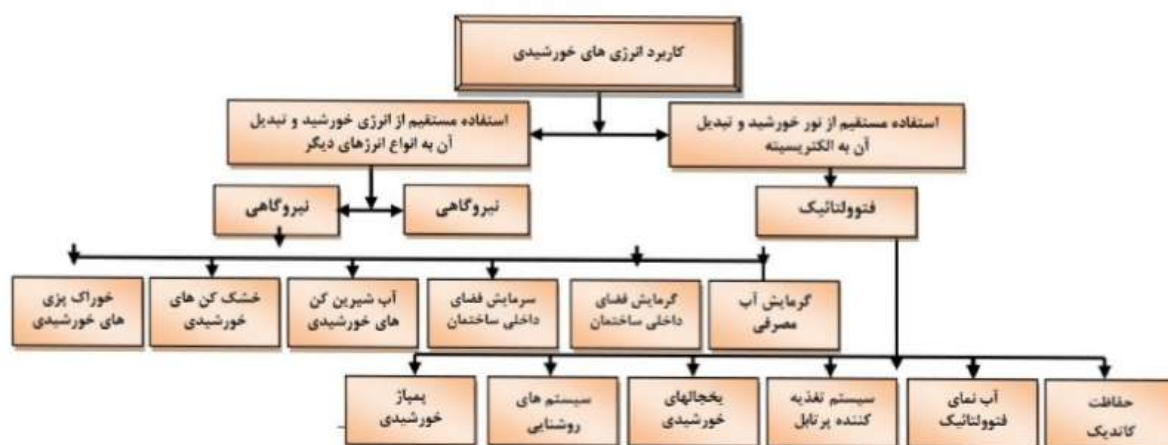 کاربرد انرژی های خورشیدی
استفاده مستقیم از نور خورشید و تبدیل
آن به الکتریسیته
استفاده مستقیم از انرژی خورشید و تبدیل
آن به انواع انرژهای دیگر
فتوولتائیک
نیروگاهی
نیروگاهی
گرمایش آب
مصرفی
گرمایش فضای
داخلی ساختمان
سرمایش فضای
داخلی ساختمان
آب شیرین کن
های خورشیدی
خشک کن های
خورشیدی
خوراک پزی
های خورشیدی
حفاظت
کاتدیک
آب نمای
فتوولتائیک
سیستم تغذیه
کننده پرتابل
یخچالهای
خورشیدی
سیستم های
روشنایی
پمپاژ
خورشیدی